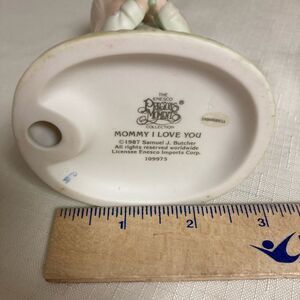 THE
ENESCO
Precious
Moments®
COLLECTION
MOMMY I LOVE YOU
©1987 Samuel J. Butcher
All rights reserved worldwide
Licensee Enesco Imports Corp.
109975
1 2 3